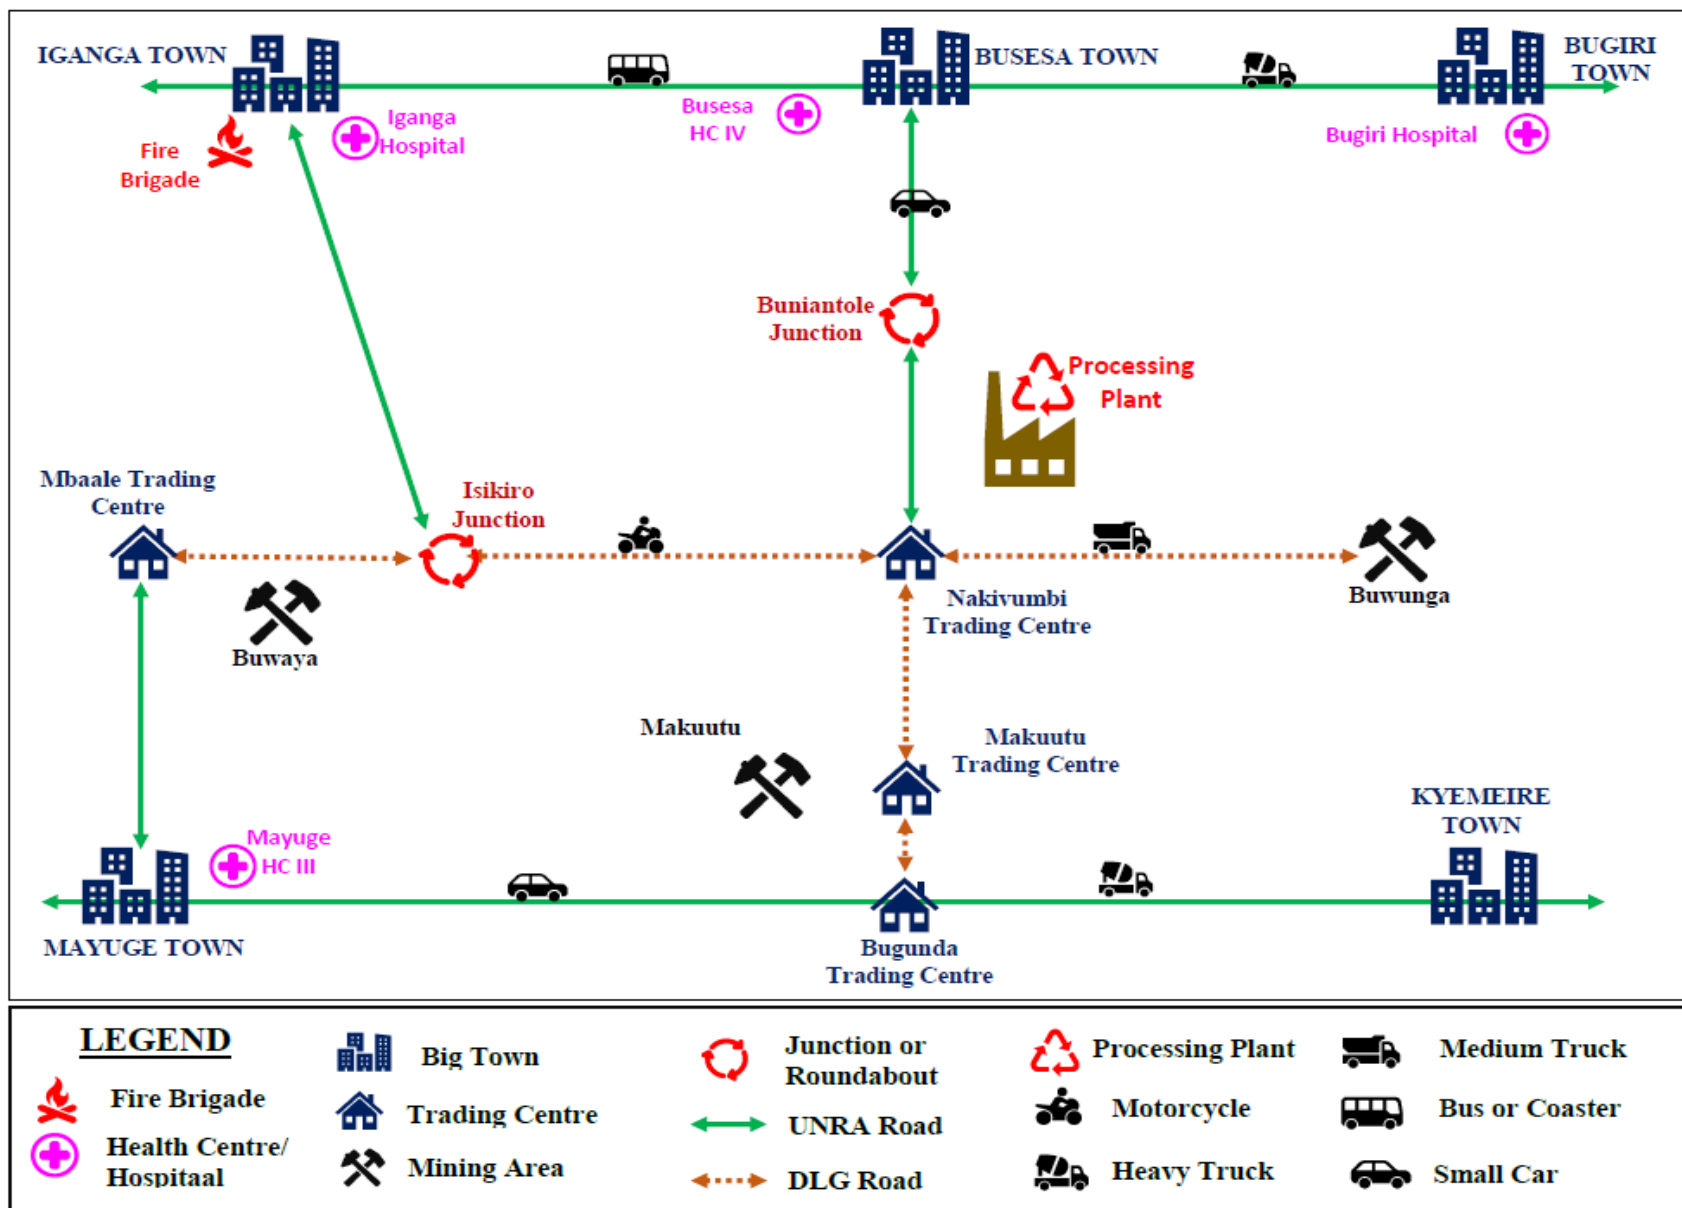 IGANGA TOWN
BUSESA TOWN
BUGIRI
TOWN
Fire
Brigade
Iganga
Hospital
Busesa
HC IV
Bugiri Hospital
Buniantole
Junction
Processing
Plant
Mbaale Trading
Centre
Isikiro
Junction
Buwaya
Nakivumbi
Trading Centre
Buwunga
Makuutu
Makuutu
Trading Centre
KYEMEIRE
TOWN
Mayuge
HC III
MAYUGE TOWN
Bugunda
Trading Centre
LEGEND
Fire Brigade
Health Centre/
Hospitaal
Big Town
Trading Centre
Mining Area
Junction or
Roundabout
UNRA Road
DLG Road
Processing Plant
Motorcycle
Heavy Truck
Medium Truck
Bus or Coaster
Small Car